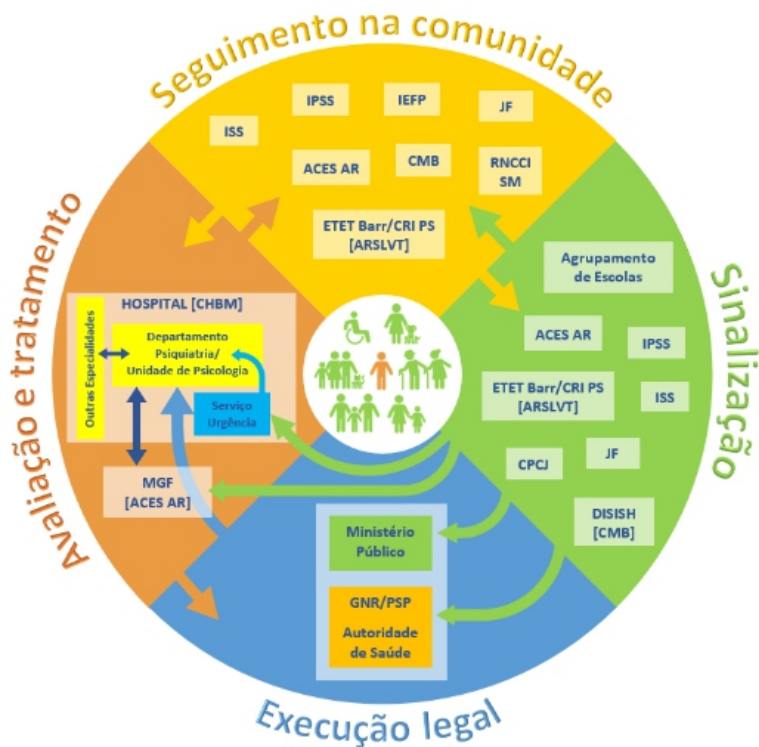 Seguimento na comunidade
ISS
IPSS
IEFP
JF
ACES AR
CMB
RNCCI
SM
ETET Barr/CRI PS
[ARSLVT]
Sinalização
Agrupamento
de Escolas
ACES AR
IPSS
ETET Barr/CRI PS
[ARSLVT]
ISS
CPCJ
JF
DISISH
[CMB]
Execução legal
Ministério
Público
GNR/PSP
Autoridade
de Saúde
Avaliação e tratamento
HOSPITAL [CHBM]
Outras Especialidades
Departamento
Psiquiatria/
Unidade de Psicologia
Serviço
Urgência
MGF
[ACES AR]